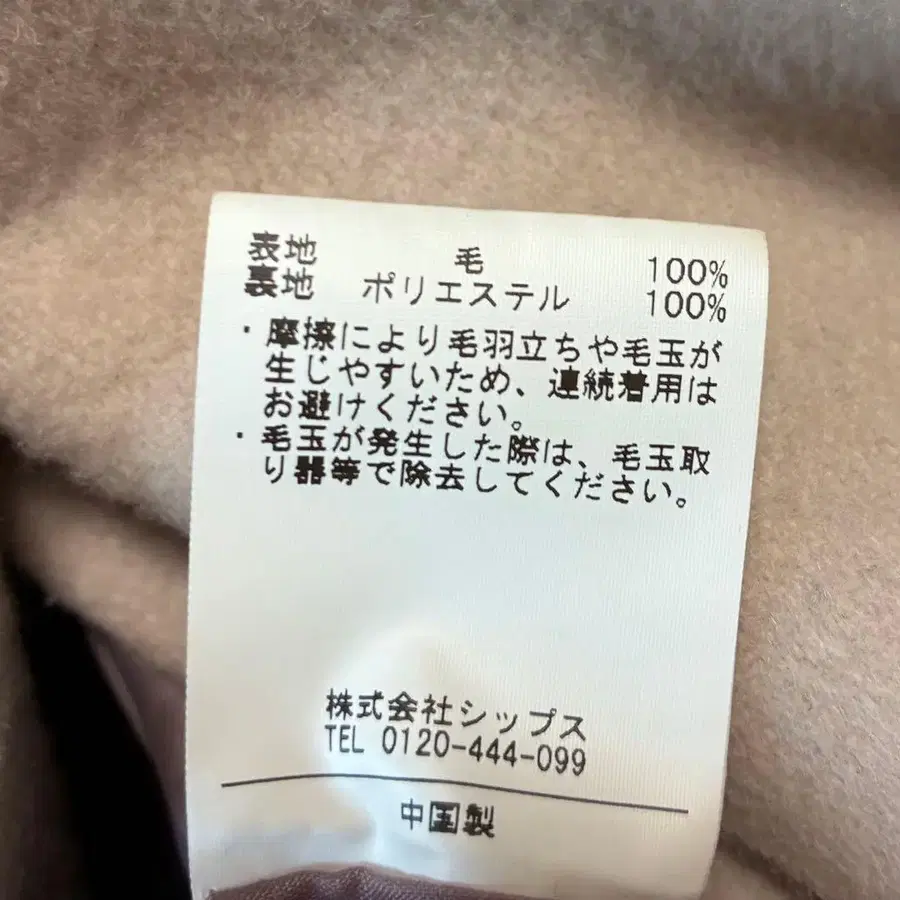 表地 毛 100%
裏地 ポリエステル 100%
・摩擦により毛羽立ちや毛玉が
生じやすいため、連続着用は
お避けください。
・毛玉が発生した際は、毛玉取
り器等で除去してください。
株式会社シップス
TEL 0120-444-099
中国製